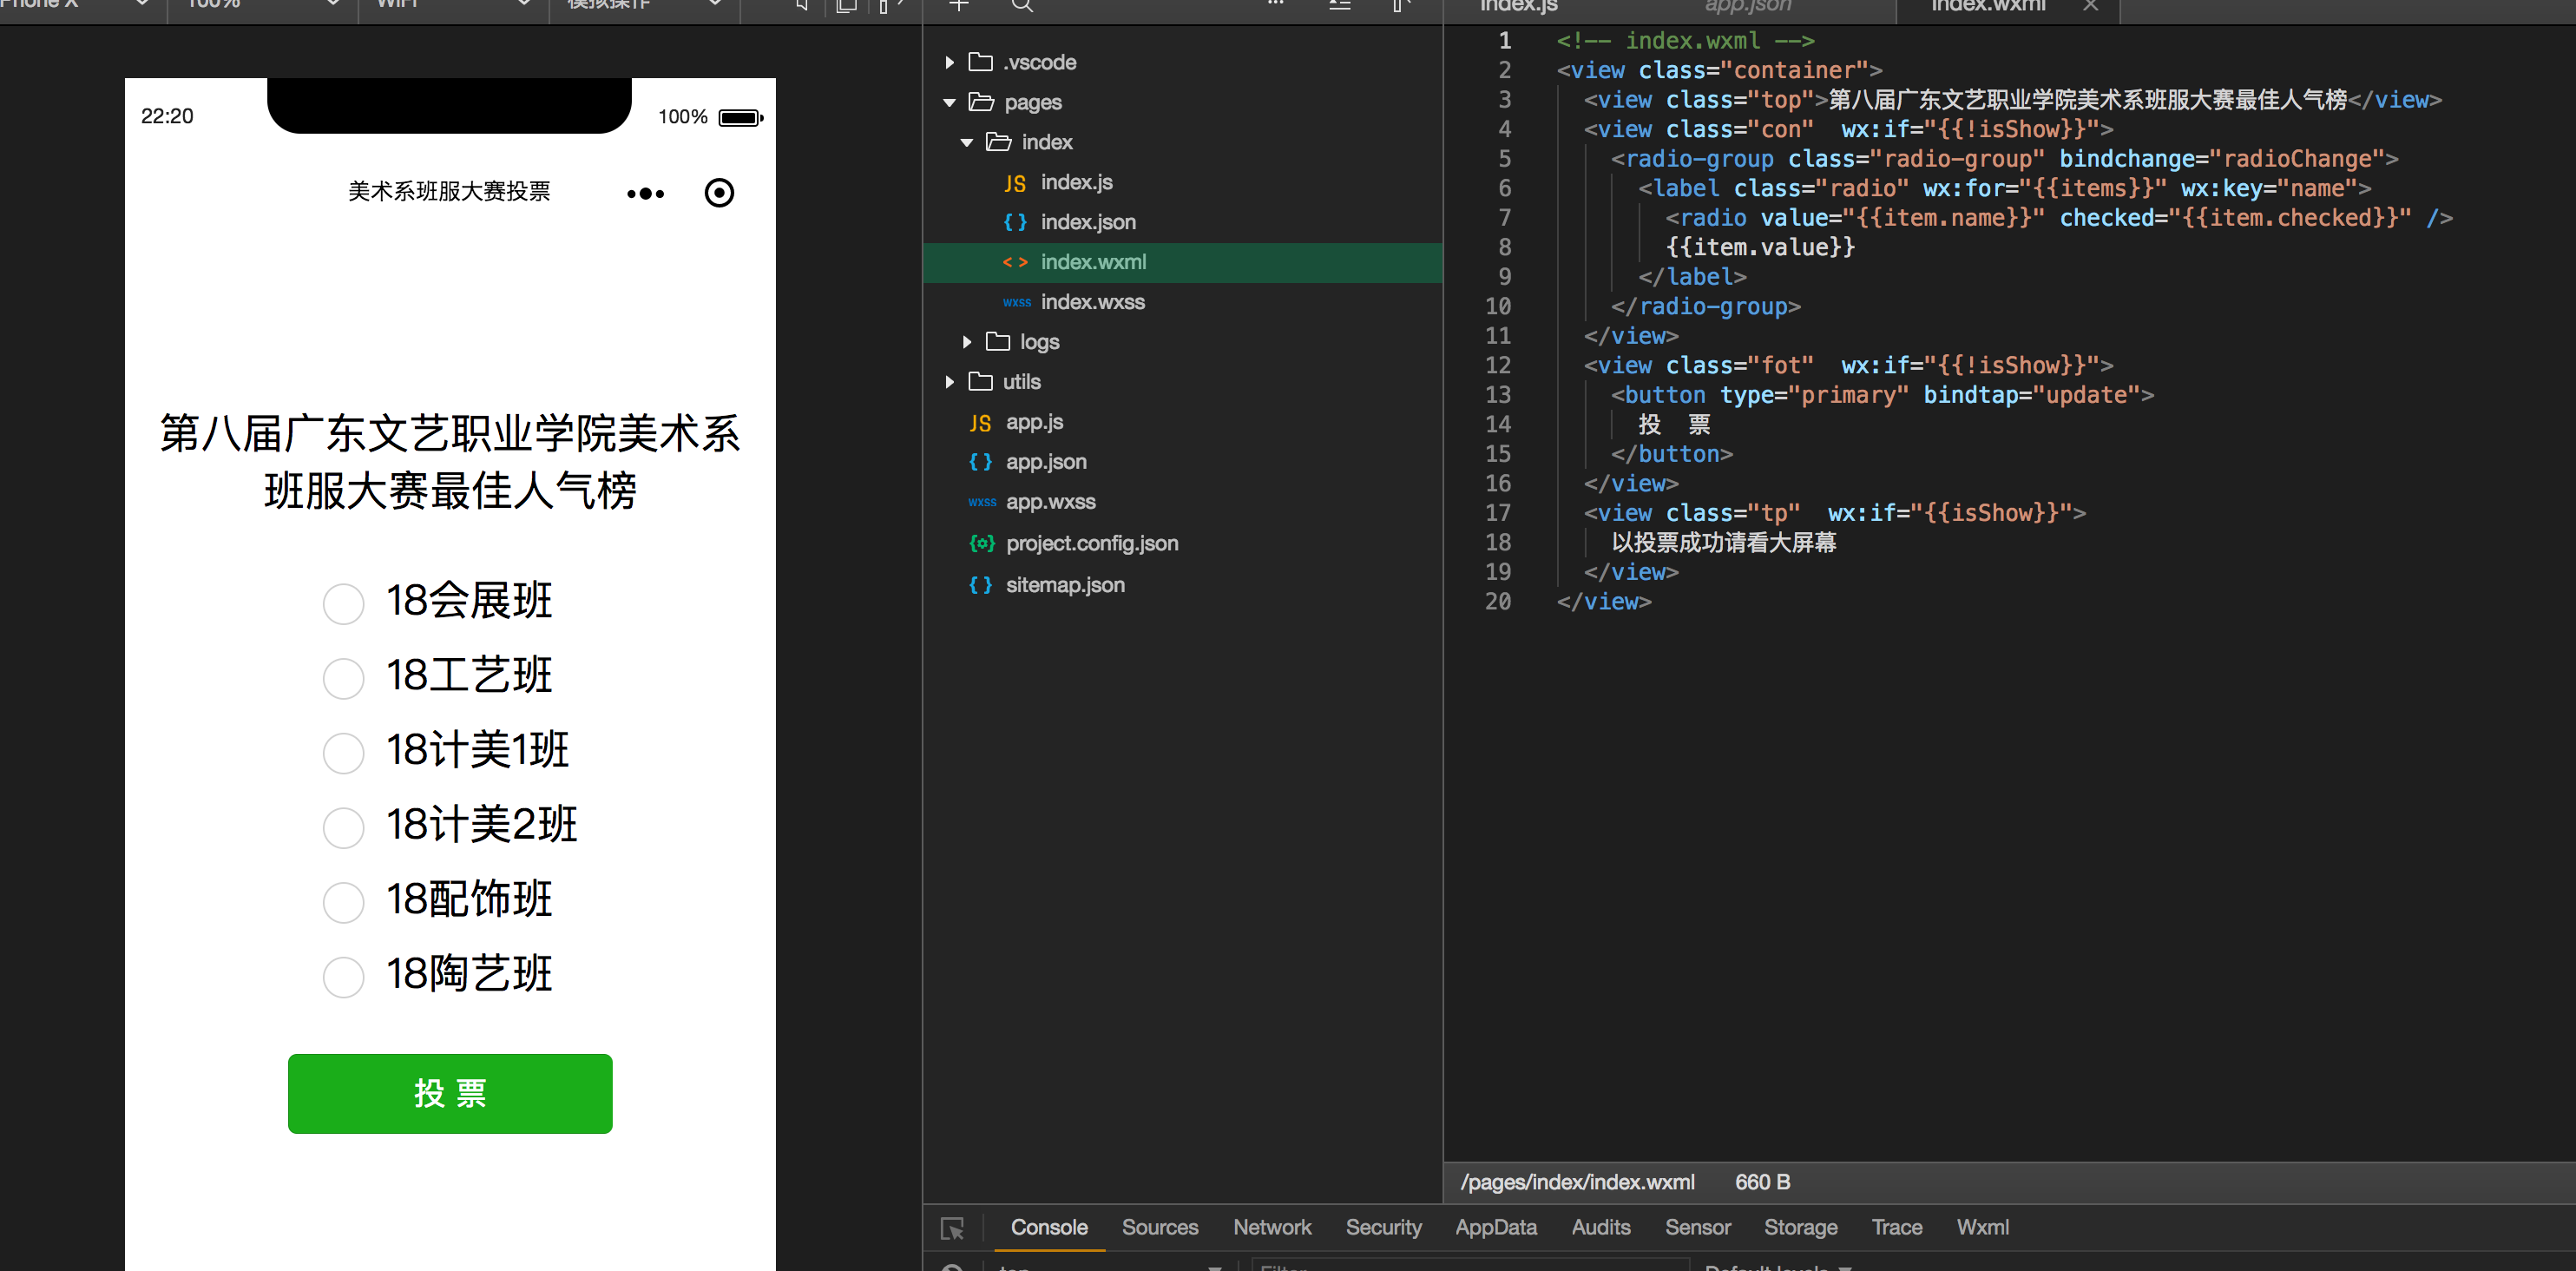 100%
WiFi
模拟操作
index.js
app.json
index.wxml
22:20
100%
美术系班服大赛投票
第八届广东文艺职业学院美术系
班服大赛最佳人气榜
18会展班
18工艺班
18计美1班
18计美2班
18配饰班
18陶艺班
投 票
.vscode
pages
index
JS index.js
{ } index.json
< > index.wxml
wxss index.wxss
logs
utils
JS app.js
{ } app.json
wxss app.wxss
project.config.json
{ } sitemap.json
1 <!-- index.wxml -->
2 <view class="container">
3 <view class="top">第八届广东文艺职业学院美术系班服大赛最佳人气榜</view>
4 <view class="con"  wx:if="{{!isShow}}">
5 <radio-group class="radio-group" bindchange="radioChange">
6 <label class="radio" wx:for="{{items}}" wx:key="name">
7 <radio value="{{item.name}}" checked="{{item.checked}}" />
8 {{item.value}}
9 </label>
10 </radio-group>
11 </view>
12 <view class="fot"  wx:if="{{!isShow}}">
13 <button type="primary" bindtap="update">
14 投  票
15 </button>
16 </view>
17 <view class="tp"  wx:if="{{isShow}}">
18 以投票成功请看大屏幕
19 </view>
20 </view>
/pages/index/index.wxml 660 B
Console Sources Network Security AppData Audits Sensor Storage Trace Wxml
top Filter Default levels